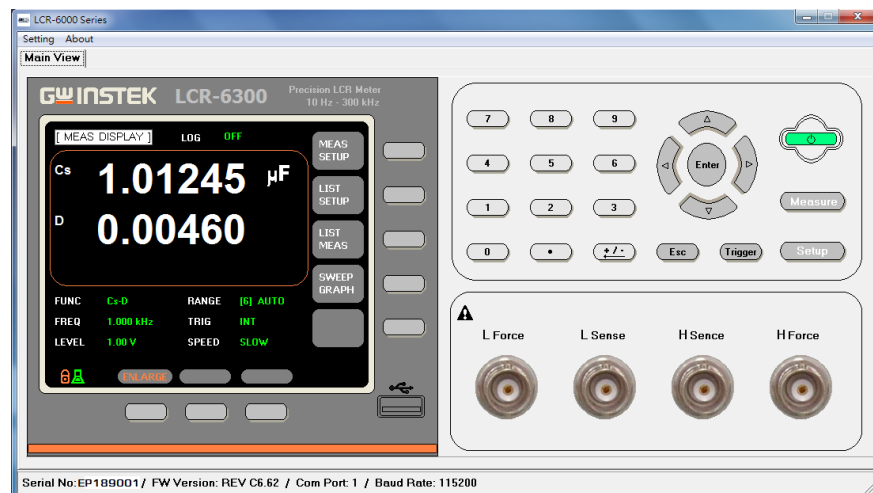 LCR-6000 Series
Setting About
Main View
GWINSTEK LCR-6300 Precision LCR Meter
10 Hz - 300 kHz
[ MEAS DISPLAY ] LOG OFF
MEAS
SETUP
Cs 1.01245 µF
LIST
SETUP
D 0.00460
LIST
MEAS
SWEEP
GRAPH
FUNC Cs-D RANGE [6] AUTO
FREQ 1.000 kHz TRIG INT
LEVEL 1.00 V SPEED SLOW
ENLARGE
7 8 9
4 5 6 Enter
1 2 3 Measure
0 • +/- Esc Trigger Setup
L Force L Sense H Sence H Force
Serial No:EP189001 / FW Version: REV C6.62 / Com Port: 1 / Baud Rate: 115200